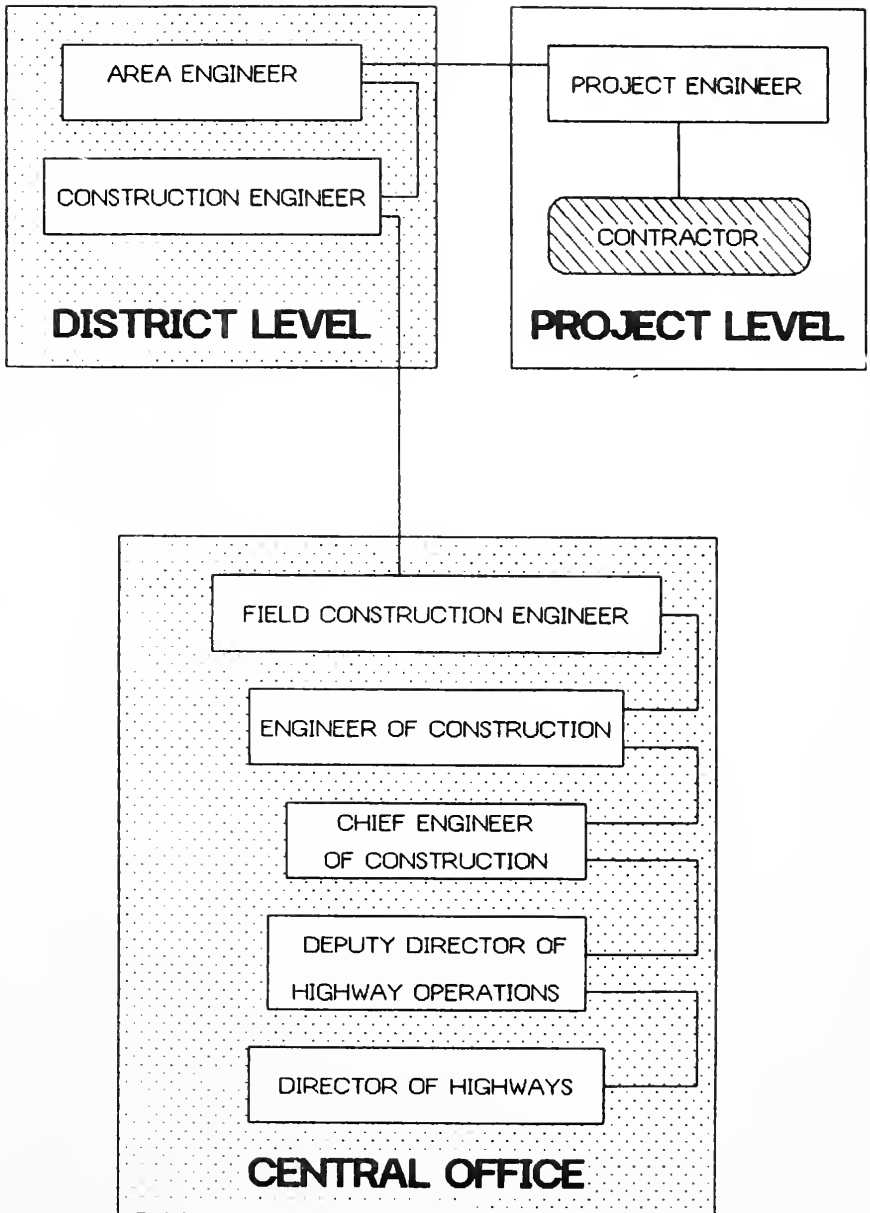 AREA ENGINEER
CONSTRUCTION ENGINEER
DISTRICT LEVEL
PROJECT ENGINEER
CONTRACTOR
PROJECT LEVEL
FIELD CONSTRUCTION ENGINEER
ENGINEER OF CONSTRUCTION
CHIEF ENGINEER
OF CONSTRUCTION
DEPUTY DIRECTOR OF
HIGHWAY OPERATIONS
DIRECTOR OF HIGHWAYS
CENTRAL OFFICE